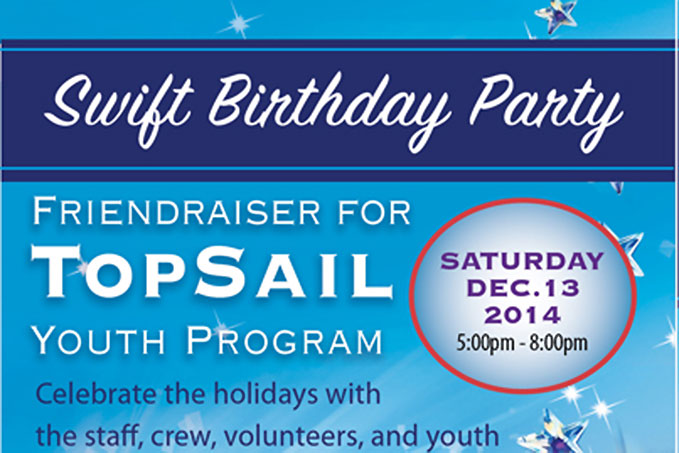 Swift Birthday Party
FRIENDRAISER FOR
TOPSAIL
YOUTH PROGRAM
SATURDAY
DEC.13
2014
5:00pm - 8:00pm
Celebrate the holidays with
the staff, crew, volunteers, and youth